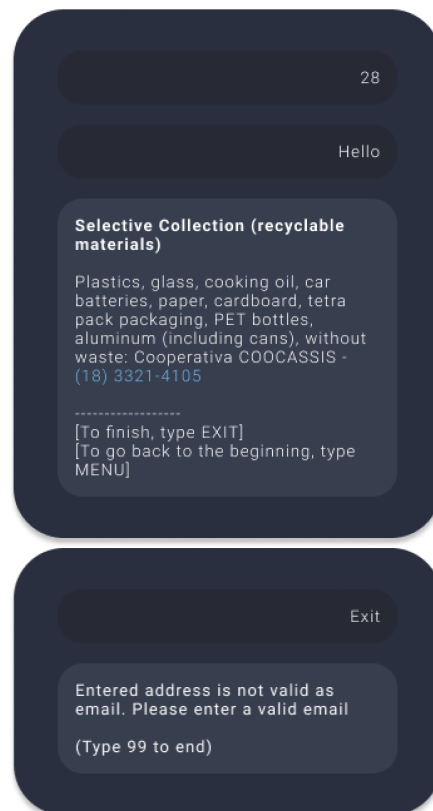 28
Hello
Selective Collection (recyclable
materials)
Plastics, glass, cooking oil, car
batteries, paper, cardboard, tetra
pack packaging, PET bottles,
aluminum (including cans), without
waste: Cooperativa COOCASSIS -
(18) 3321-4105
------------------
[To finish, type EXIT]
[To go back to the beginning, type
MENU]
Exit
Entered address is not valid as
email. Please enter a valid email
(Type 99 to end)